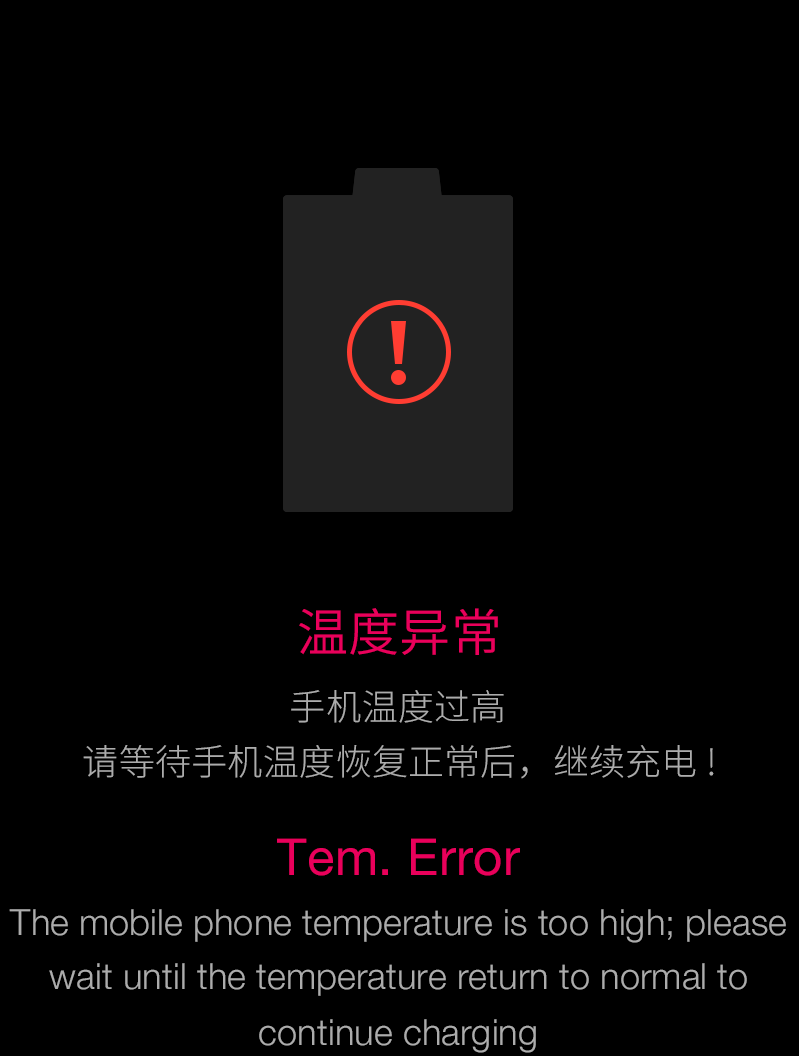 温度异常
手机温度过高
请等待手机温度恢复正常后，继续充电！
Tem. Error
The mobile phone temperature is too high; please
wait until the temperature return to normal to
continue charging